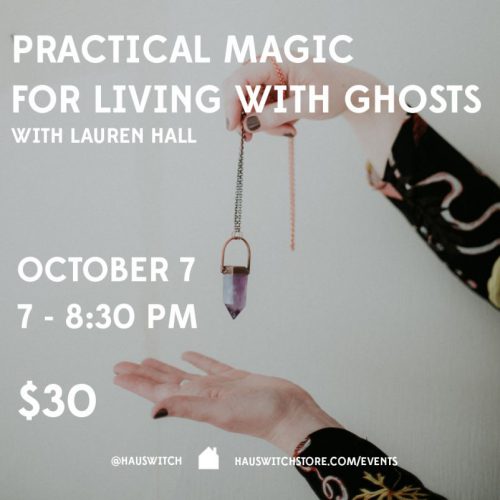 PRACTICAL MAGIC
FOR LIVING WITH GHOSTS
WITH LAUREN HALL
OCTOBER 7
7 - 8:30 PM
$30
@HAUSWITCH HAUSWITCHSTORE.COM/EVENTS